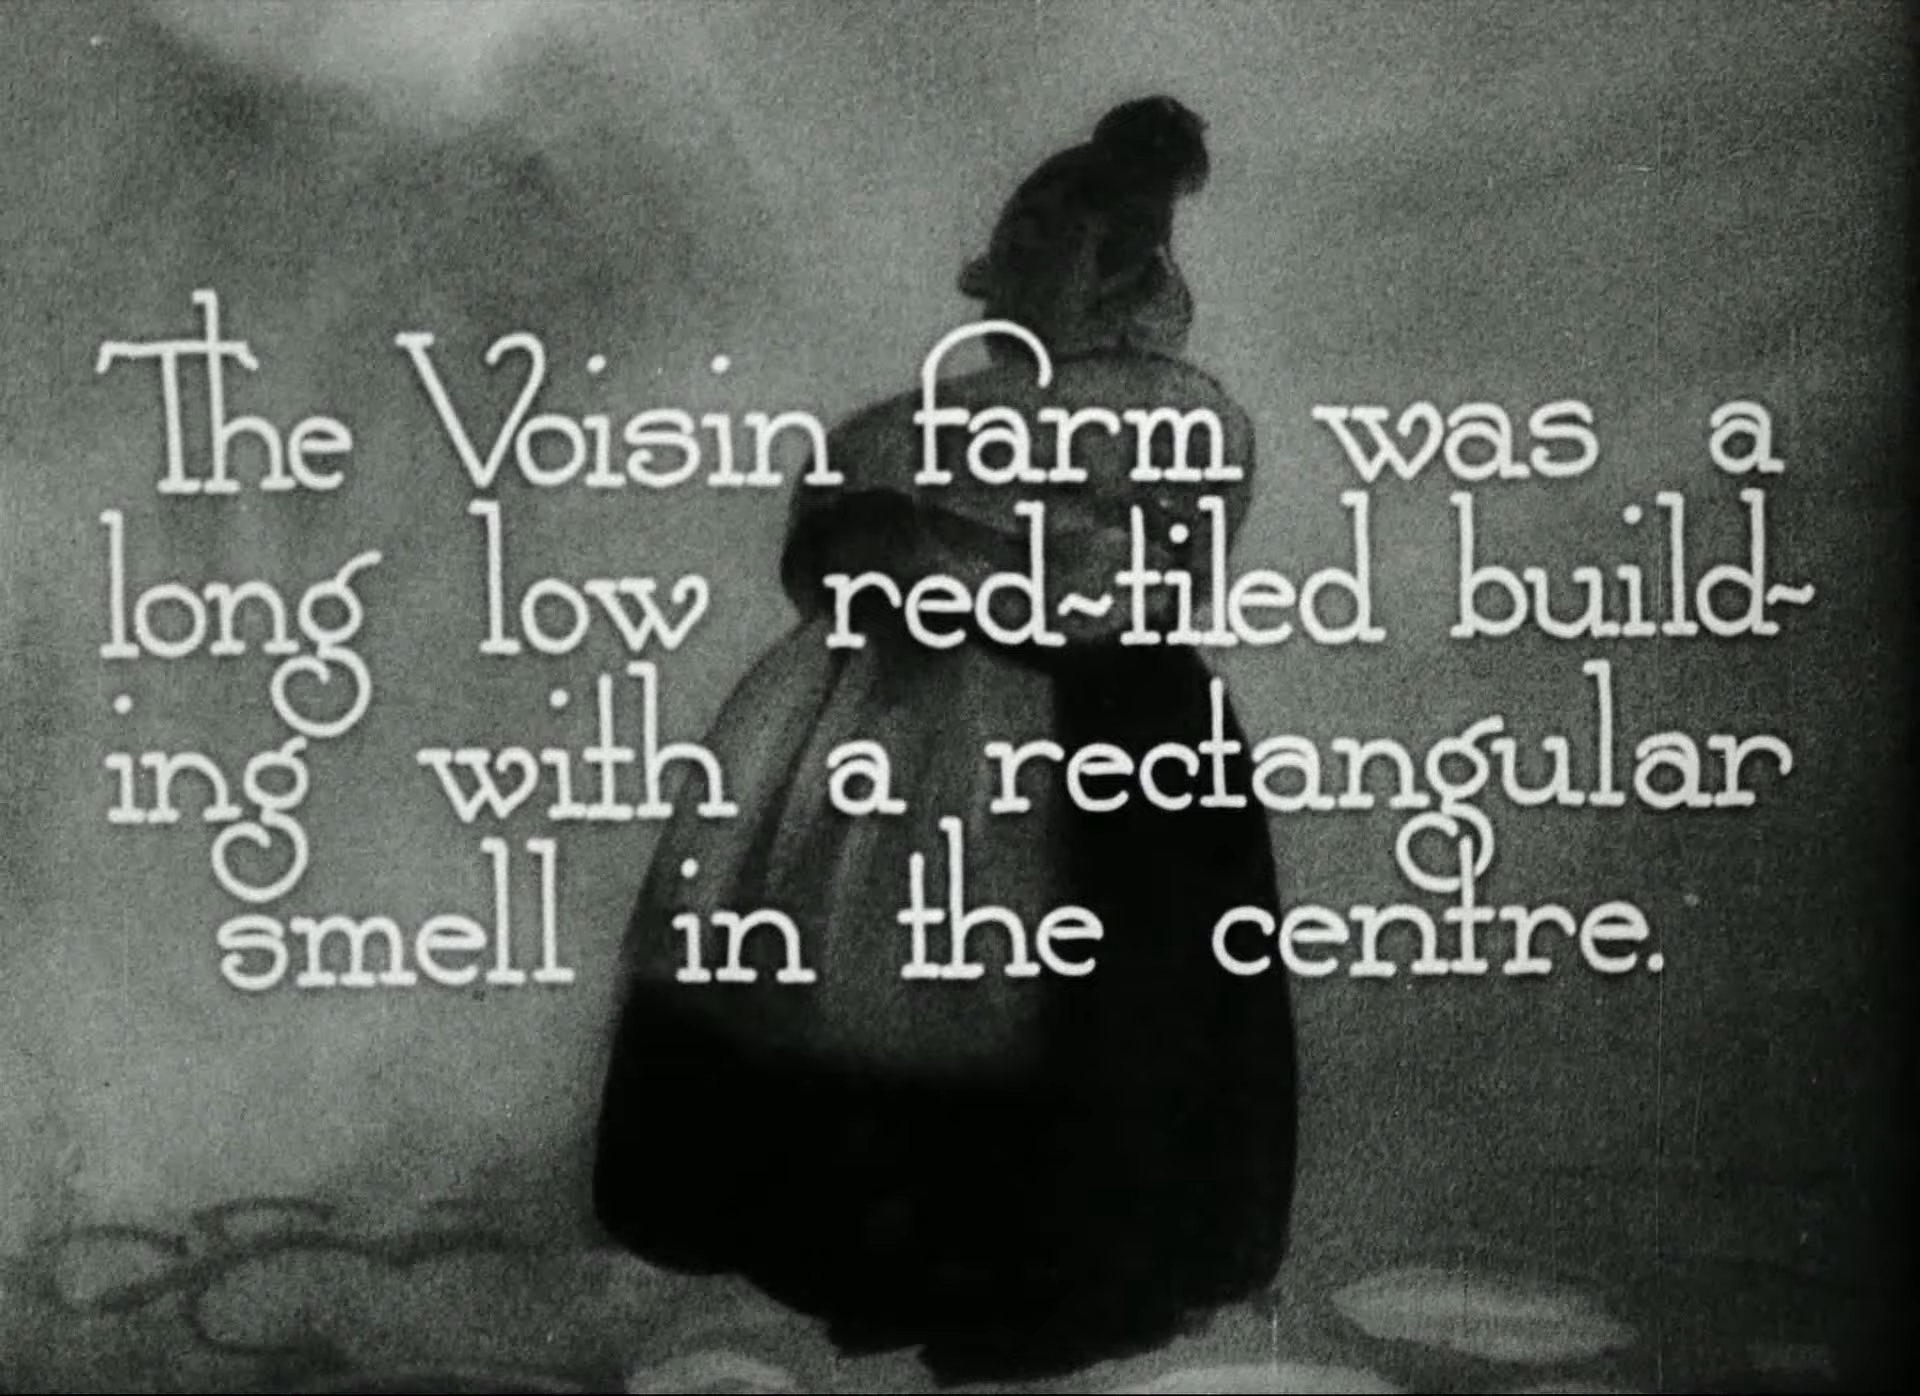 The Voisin farm was a
long low red~tiled build~
ing with a rectangular
smell in the centre.